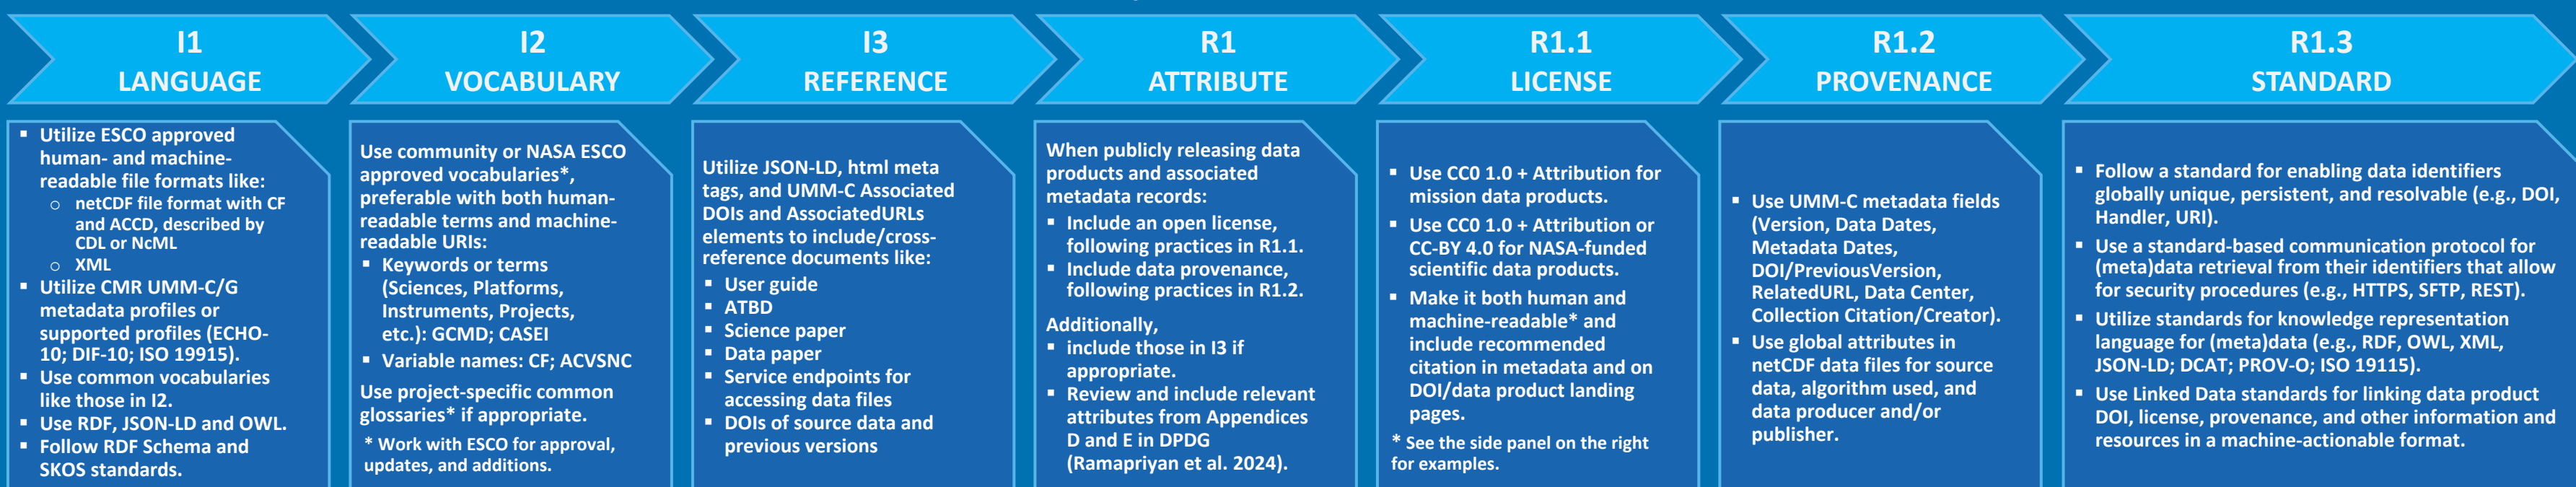 I1
LANGUAGE
▪ Utilize ESCO approved
human- and machine-
readable file formats like:
o netCDF file format with CF
and ACCD, described by
CDL or NcML
o XML
▪ Utilize CMR UMM-C/G
metadata profiles or
supported profiles (ECHO-
10; DIF-10; ISO 19915).
▪ Use common vocabularies
like those in I2.
▪ Use RDF, JSON-LD and OWL.
▪ Follow RDF Schema and
SKOS standards.
I2
VOCABULARY
Use community or NASA ESCO
approved vocabularies*,
preferable with both human-
readable terms and machine-
readable URIs:
▪ Keywords or terms
(Sciences, Platforms,
Instruments, Projects,
etc.): GCMD; CASEI
▪ Variable names: CF; ACVSNC
Use project-specific common
glossaries* if appropriate.
* Work with ESCO for approval,
updates, and additions.
I3
REFERENCE
Utilize JSON-LD, html meta
tags, and UMM-C Associated
DOIs and AssociatedURLs
elements to include/cross-
reference documents like:
▪ User guide
▪ ATBD
▪ Science paper
▪ Data paper
▪ Service endpoints for
accessing data files
▪ DOIs of source data and
previous versions
R1
ATTRIBUTE
When publicly releasing data
products and associated
metadata records:
▪ Include an open license,
following practices in R1.1.
▪ Include data provenance,
following practices in R1.2.
Additionally,
▪ include those in I3 if
appropriate.
▪ Review and include relevant
attributes from Appendices
D and E in DPDG
(Ramapriyan et al. 2024).
R1.1
LICENSE
▪ Use CC0 1.0 + Attribution for
mission data products.
▪ Use CC0 1.0 + Attribution or
CC-BY 4.0 for NASA-funded
scientific data products.
▪ Make it both human and
machine-readable* and
include recommended
citation in metadata and on
DOI/data product landing
pages.
* See the side panel on the right
for examples.
R1.2
PROVENANCE
▪ Use UMM-C metadata fields
(Version, Data Dates,
Metadata Dates,
DOI/PreviousVersion,
RelatedURL, Data Center,
Collection Citation/Creator).
▪ Use global attributes in
netCDF data files for source
data, algorithm used, and
data producer and/or
publisher.
R1.3
STANDARD
▪ Follow a standard for enabling data identifiers
globally unique, persistent, and resolvable (e.g., DOI,
Handler, URI).
▪ Use a standard-based communication protocol for
(meta)data retrieval from their identifiers that allow
for security procedures (e.g., HTTPS, SFTP, REST).
▪ Utilize standards for knowledge representation
language for (meta)data (e.g., RDF, OWL, XML,
JSON-LD; DCAT; PROV-O; ISO 19115).
▪ Use Linked Data standards for linking data product
DOI, license, provenance, and other information and
resources in a machine-actionable format.